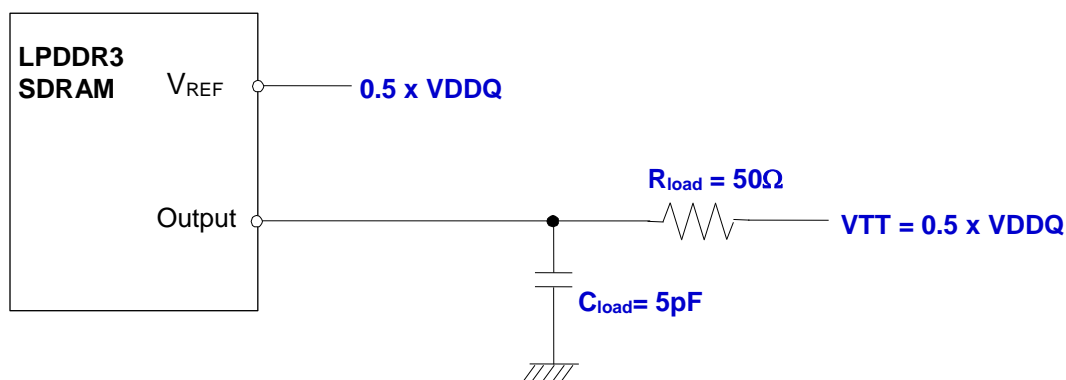 LPDDR3
SDRAM
VREF
0.5 x VDDQ
Rload = 50Ω
Output
VTT = 0.5 x VDDQ
Cload= 5pF